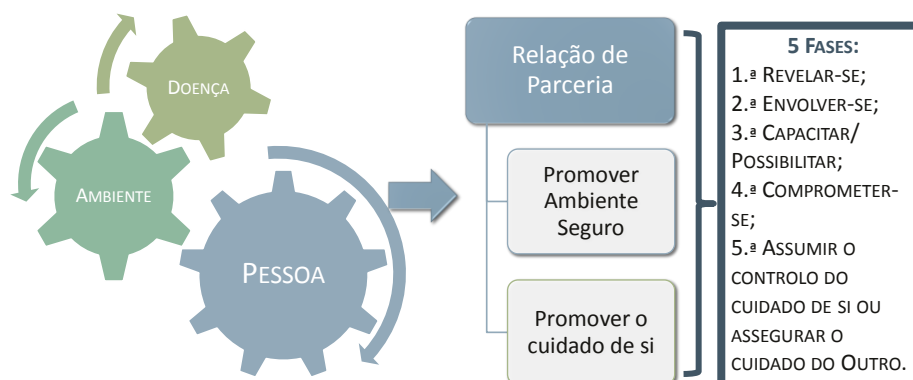 DOENÇA
AMBIENTE
PESSOA
Relação de
Parceria
Promover
Ambiente
Seguro
Promover o
cuidado de si
5 FASES:
1.ª REVELAR-SE;
2.ª ENVOLVER-SE;
3.ª CAPACITAR/
POSSIBILITAR;
4.ª COMPROMETER-
SE;
5.ª ASSUMIR O
CONTROLO DO
CUIDADO DE SI OU
ASSEGURAR O
CUIDADO DO OUTRO.